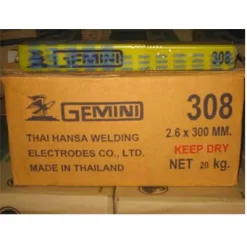 308
GEMINI
308
THAI HANSA WELDING
ELECTRODES CO., LTD.
MADE IN THAILAND
2.6 x 300 MM.
KEEP DRY
NET 20 kg.